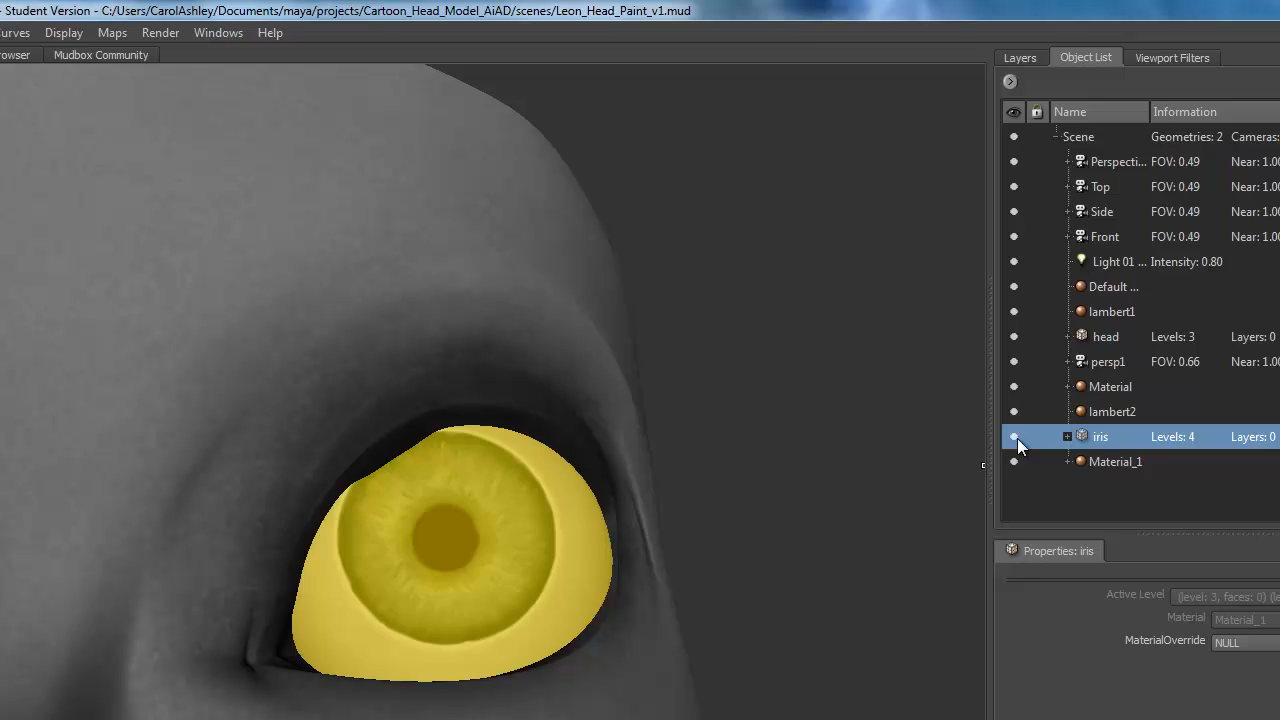 - Student Version - C:/Users/CarolAshley/Documents/maya/projects/Cartoon_Head_Model_AiAD/scenes/Leon_Head_Paint_v1.mud
Curves Display Maps Render Windows Help
rowser Mudbox Community
Layers Object List Viewport Filters
Name Information
Scene Geometries: 2 Cameras:
Perspecti... FOV: 0.49 Near: 1.00
Top FOV: 0.49 Near: 1.00
Side FOV: 0.49 Near: 1.00
Front FOV: 0.49 Near: 1.00
Light 01 ... Intensity: 0.80
Default ...
lambert1
head Levels: 3 Layers: 0
persp1 FOV: 0.66 Near: 1.00
Material
lambert2
iris Levels: 4 Layers: 0
Material_1
Properties: iris
Active Level (level: 3, faces: 0) (le
Material Material_1
MaterialOverride NULL